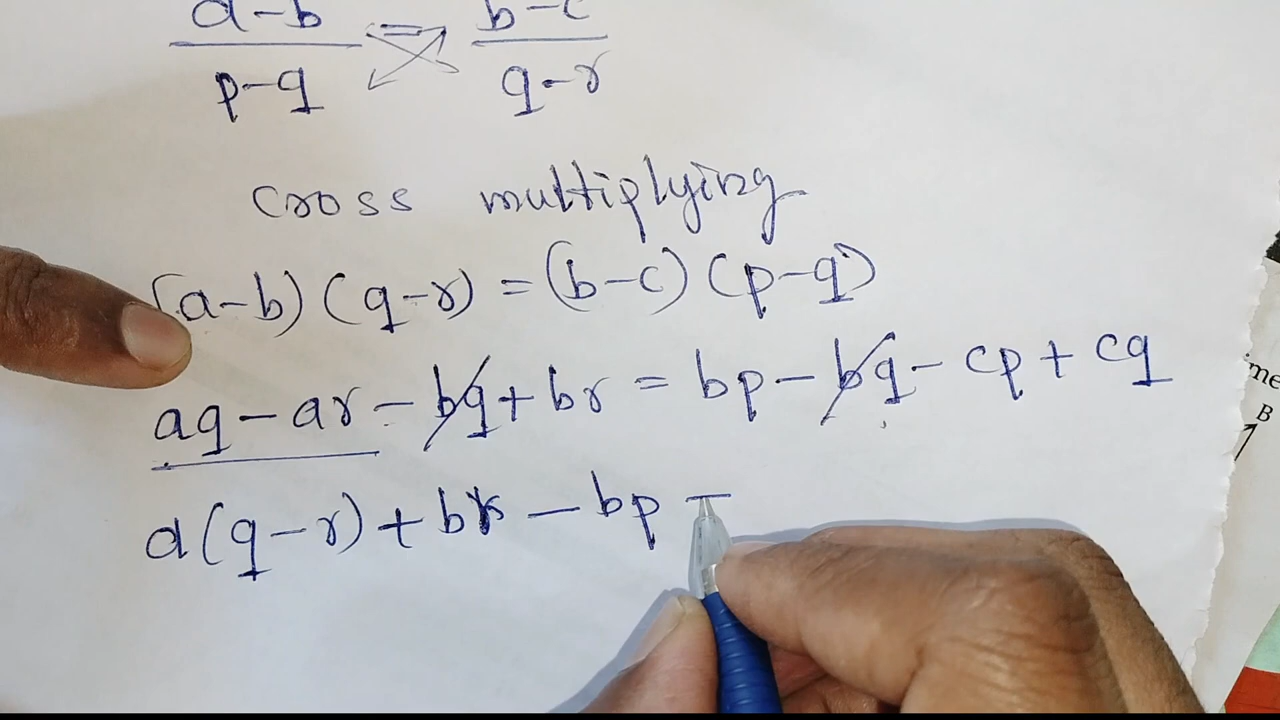 a-b = b-c
p-q q-r
cross multiplying
(a-b) (q-r) = (b-c) (p-q)
aq - ar - bq + br = bp - bq - cp + cq
a(q-r) + br - bp -
B